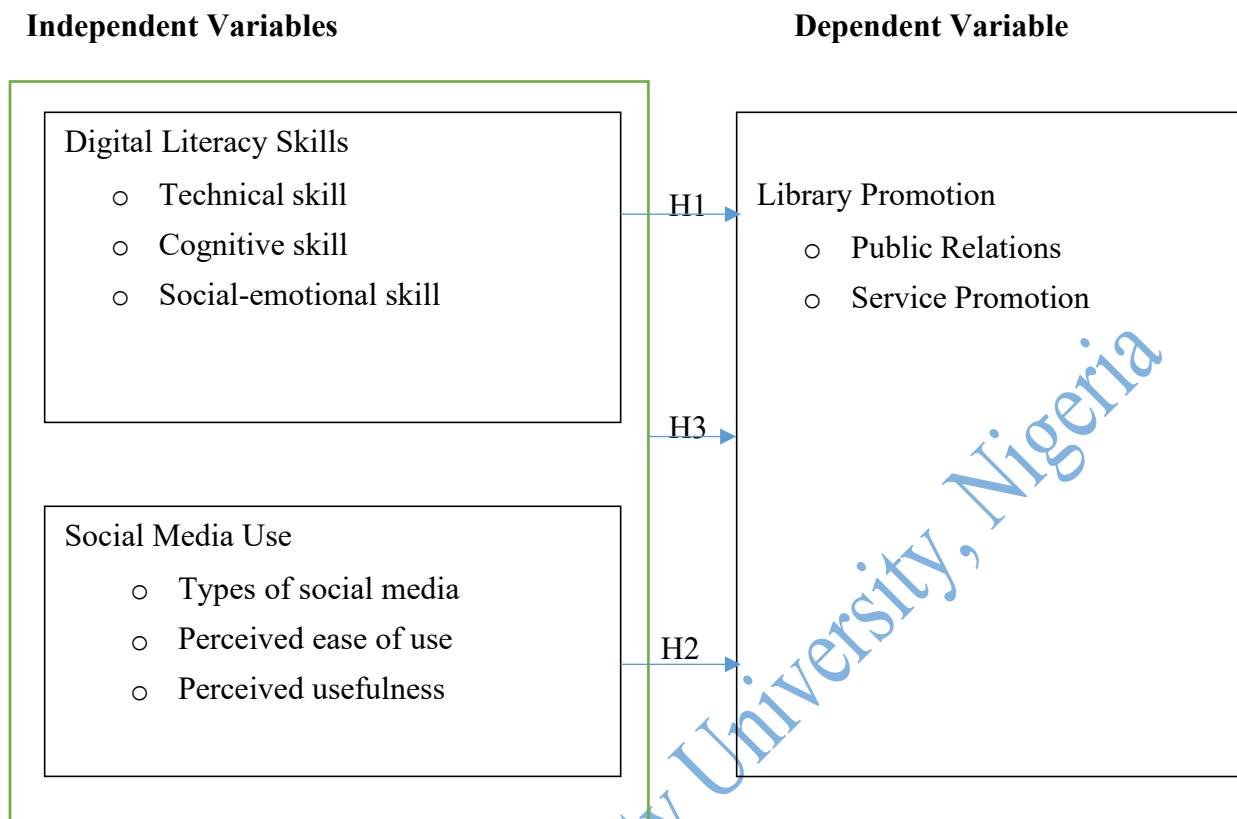 Independent Variables
Dependent Variable
Digital Literacy Skills
o Technical skill
o Cognitive skill
o Social-emotional skill
H1
Library Promotion
o Public Relations
o Service Promotion
H3
Social Media Use
o Types of social media
o Perceived ease of use
o Perceived usefulness
H2
University, Nigeria